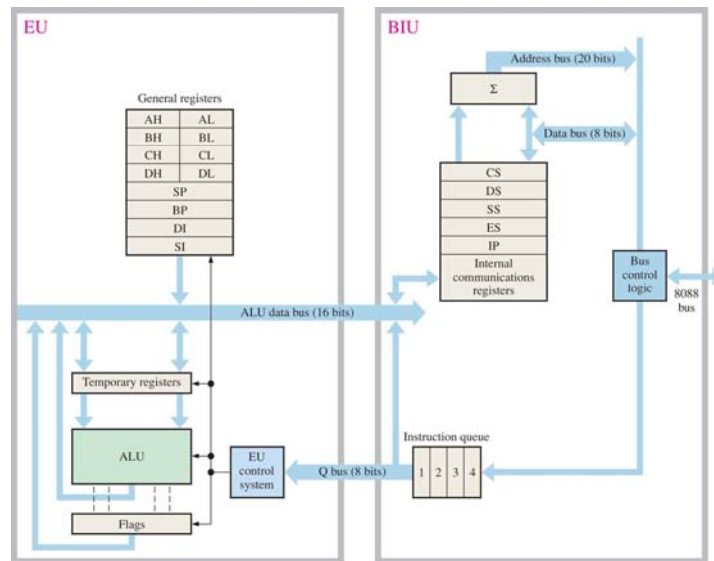 EU
General registers
AH AL
BH BL
CH CL
DH DL
SP
BP
DI
SI
ALU data bus (16 bits)
Temporary registers
ALU
EU
control
system
Flags
Q bus (8 bits)
BIU
Address bus (20 bits)
Σ
Data bus (8 bits)
CS
DS
SS
ES
IP
Internal
communications
registers
Bus
control
logic
8088
bus
Instruction queue
1 2 3 4